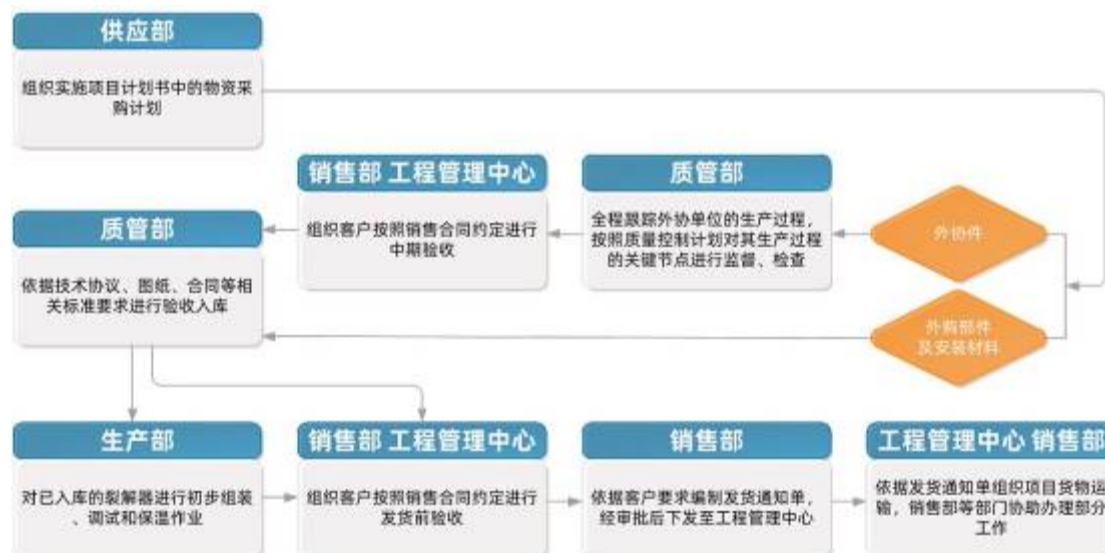 供应部
组织实施项目计划书中的物资采
购计划
销售部 工程管理中心
组织客户按照销售合同约定进行
中期验收
质管部
全程跟踪外协单位的生产过程，
按照质量控制计划对其生产过程
的关键节点进行监督、检查
外协件
质管部
依据技术协议、图纸、合同等相
关标准要求进行验收入库
外购部件
及安装材料
生产部
对已入库的裂解器进行初步组装
、调试和保温作业
销售部 工程管理中心
组织客户按照销售合同约定进行
发货前验收
销售部
依据客户要求编制发货通知单，
经审批后下发至工程管理中心
工程管理中心 销售部
依据发货通知单组织项目货物运
输，销售部等部门协助办理部分
工作